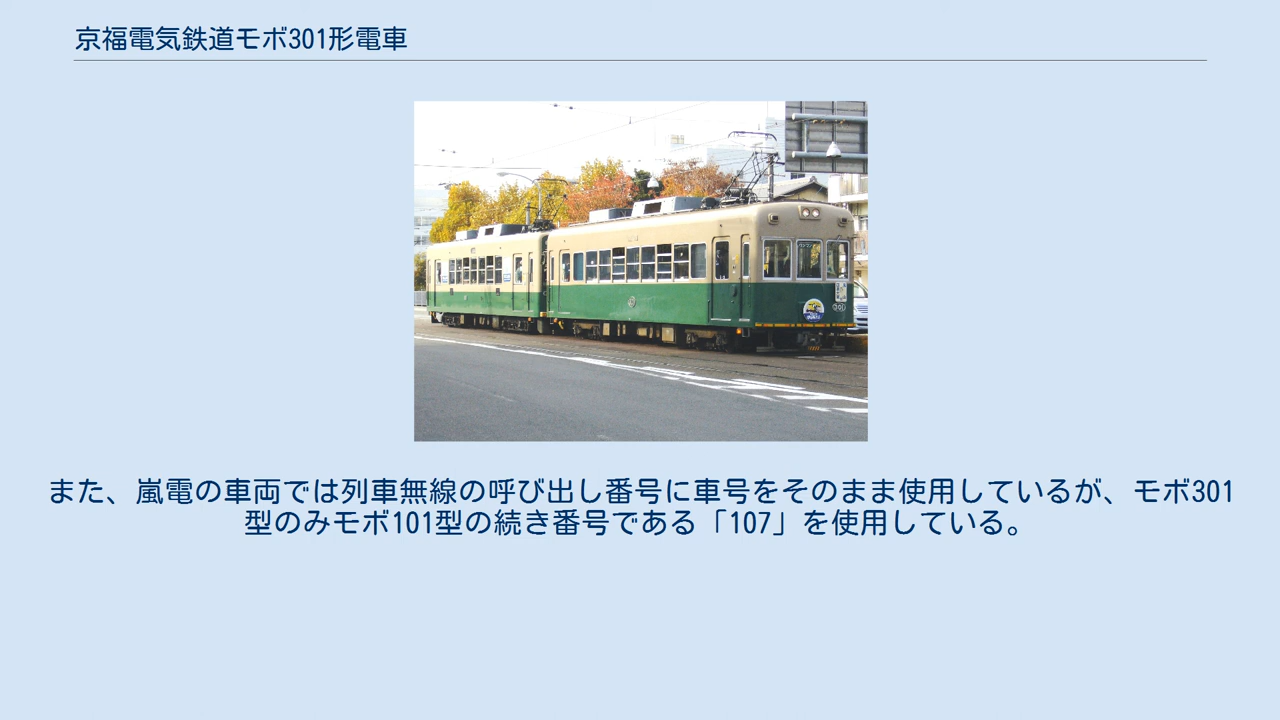 京福電気鉄道モボ301形電車
また、嵐電の車両では列車無線の呼び出し番号に車号をそのまま使用しているが、モボ301
型のみモボ101型の続き番号である「107」を使用している。